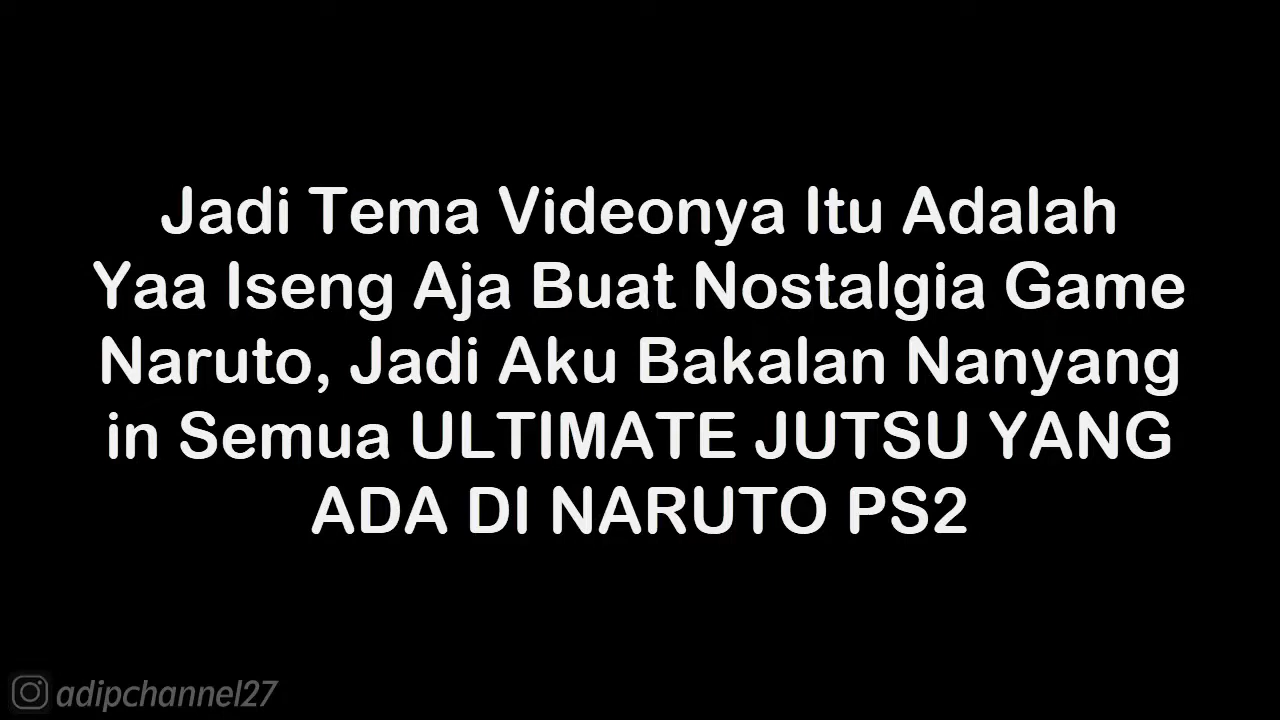 Jadi Tema Videonya Itu Adalah
Yaa Iseng Aja Buat Nostalgia Game
Naruto, Jadi Aku Bakalan Nanyang
in Semua ULTIMATE JUTSU YANG
ADA DI NARUTO PS2
adipchannel27